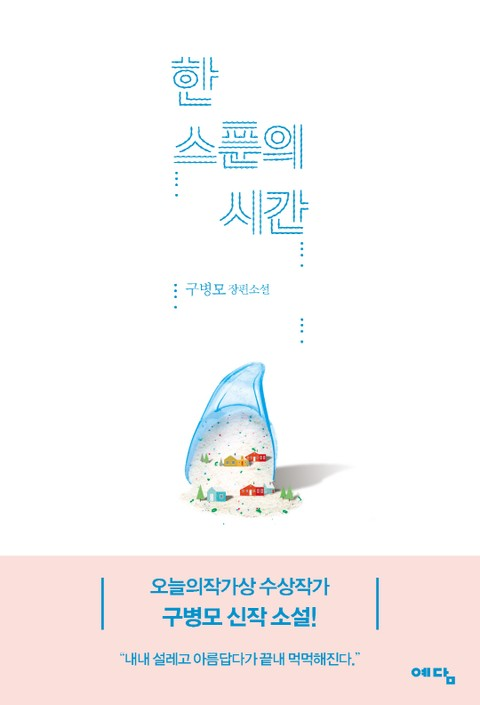 한
스푼의
시간
구병모 장편소설
오늘의작가상 수상작가
구병모 신작 소설!
“내내 설레고 아름답다가 끝내 먹먹해진다.”
예담